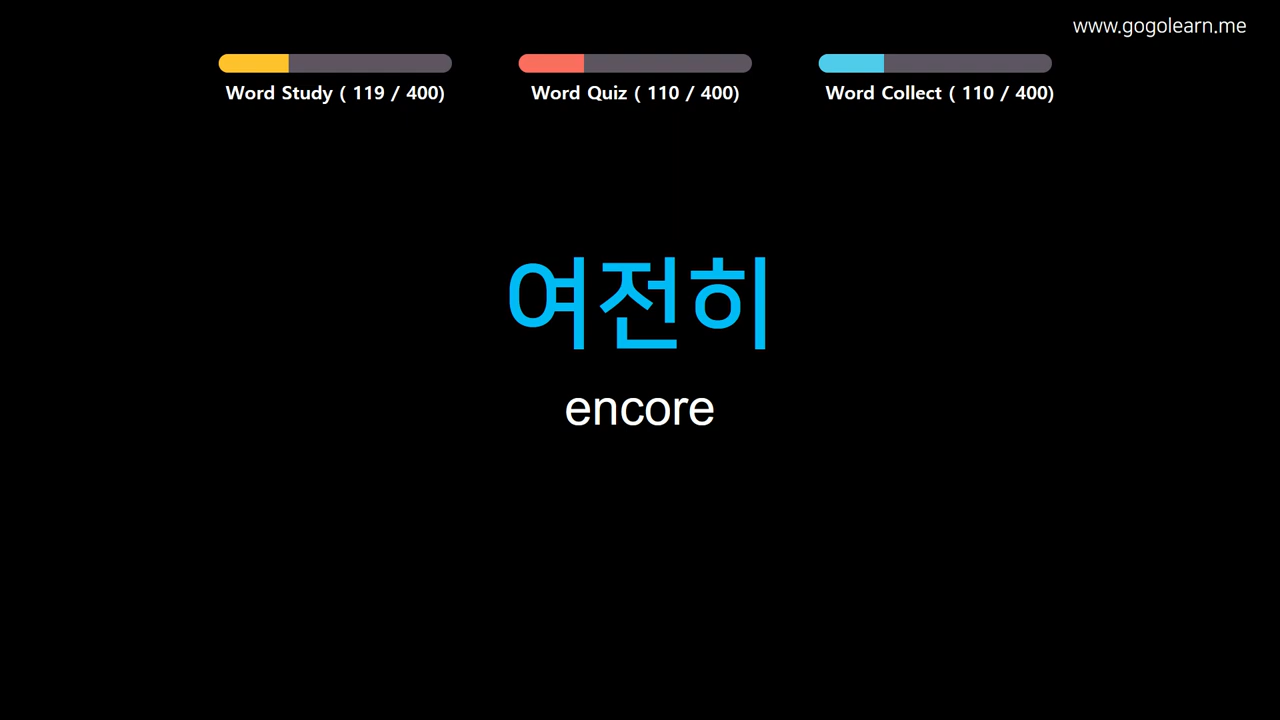 www.gogolearn.me
Word Study ( 119 / 400)
Word Quiz ( 110 / 400)
Word Collect ( 110 / 400)
여전히
encore